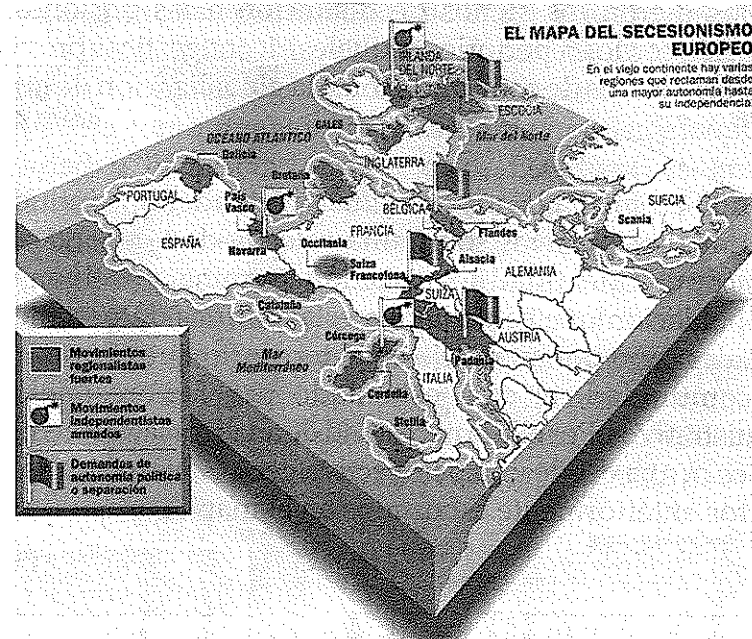 EL MAPA DEL SECESIONISMO
EUROPEO
En el viejo continente hay varias
regiones que reclaman desde
una mayor autonomía hasta
su independencia
IRLANDA
DEL NORTE
ESCOCIA
GALES
OCEANO ATLANTICO
Mar del Norte
INGLATERRA
Galicia
Bretaña
PORTUGAL
País
Vasco
BELGICA
SUECIA
Scania
FRANCIA
Flandes
ESPAÑA
Navarra
Occitania
Alsacia
ALEMANIA
Suiza
Francofona
SUIZA
Cataluña
Córcega
AUSTRIA
Mar
Mediterráneo
Padania
ITALIA
Cerdeña
Sicilia
Movimientos
regionalistas
fuertes
Movimientos
independentistas
armados
Demandas de
autonomía política
o separación